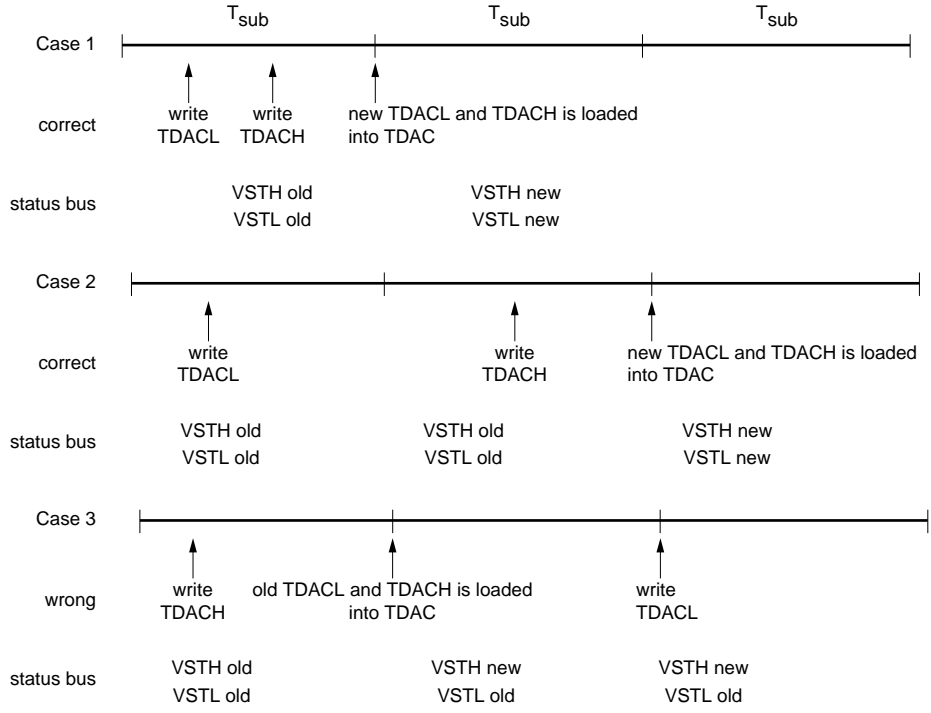 Tsub Tsub Tsub
Case 1
correct
write
TDACL
write
TDACH
new TDACL and TDACH is loaded
into TDAC
status bus
VSTH old
VSTL old
VSTH new
VSTL new
Case 2
correct
write
TDACL
write
TDACH
new TDACL and TDACH is loaded
into TDAC
status bus
VSTH old
VSTL old
VSTH old
VSTL old
VSTH new
VSTL new
Case 3
wrong
write
TDACH
old TDACL and TDACH is loaded
into TDAC
write
TDACL
status bus
VSTH old
VSTL old
VSTH new
VSTL old
VSTH new
VSTL old